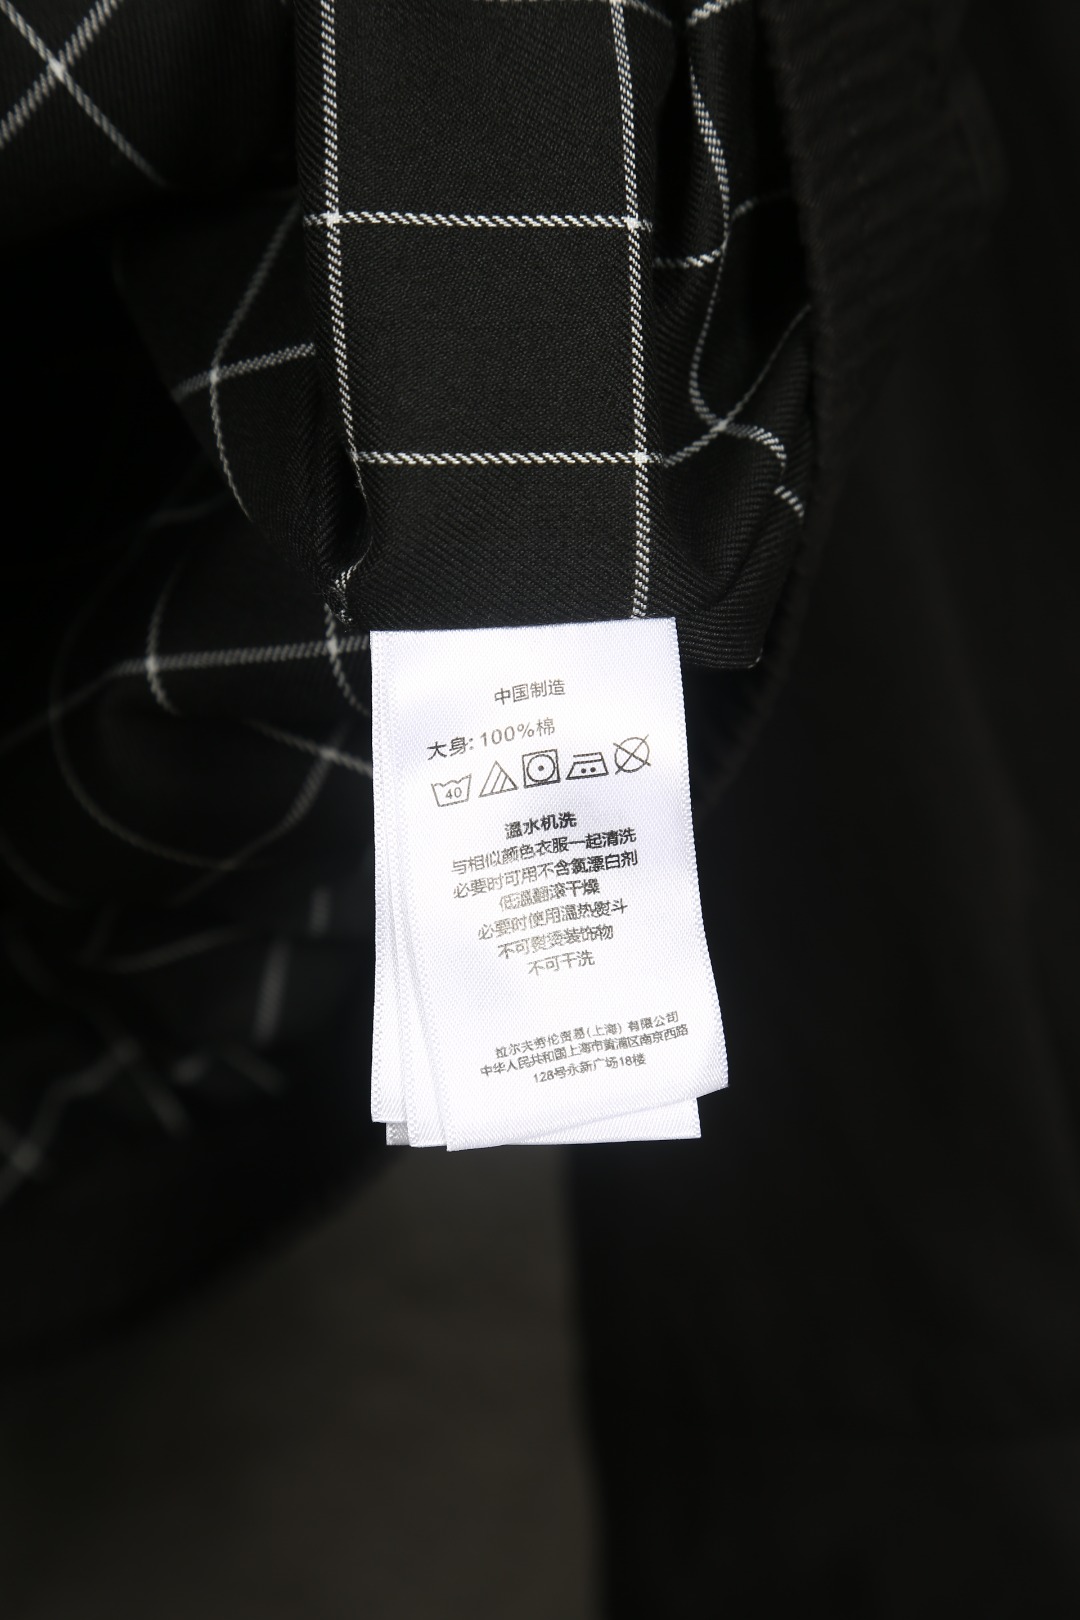 中国制造
大身: 100%棉
40
温水机洗
与相似颜色衣服一起清洗
必要时可用不含氯漂白剂
低温翻滚干燥
必要时使用温热熨斗
不可熨烫装饰物
不可干洗
拉尔夫劳伦贸易(上海) 有限公司
中华人民共和国上海市黄浦区南京西路
128号永新广场18楼